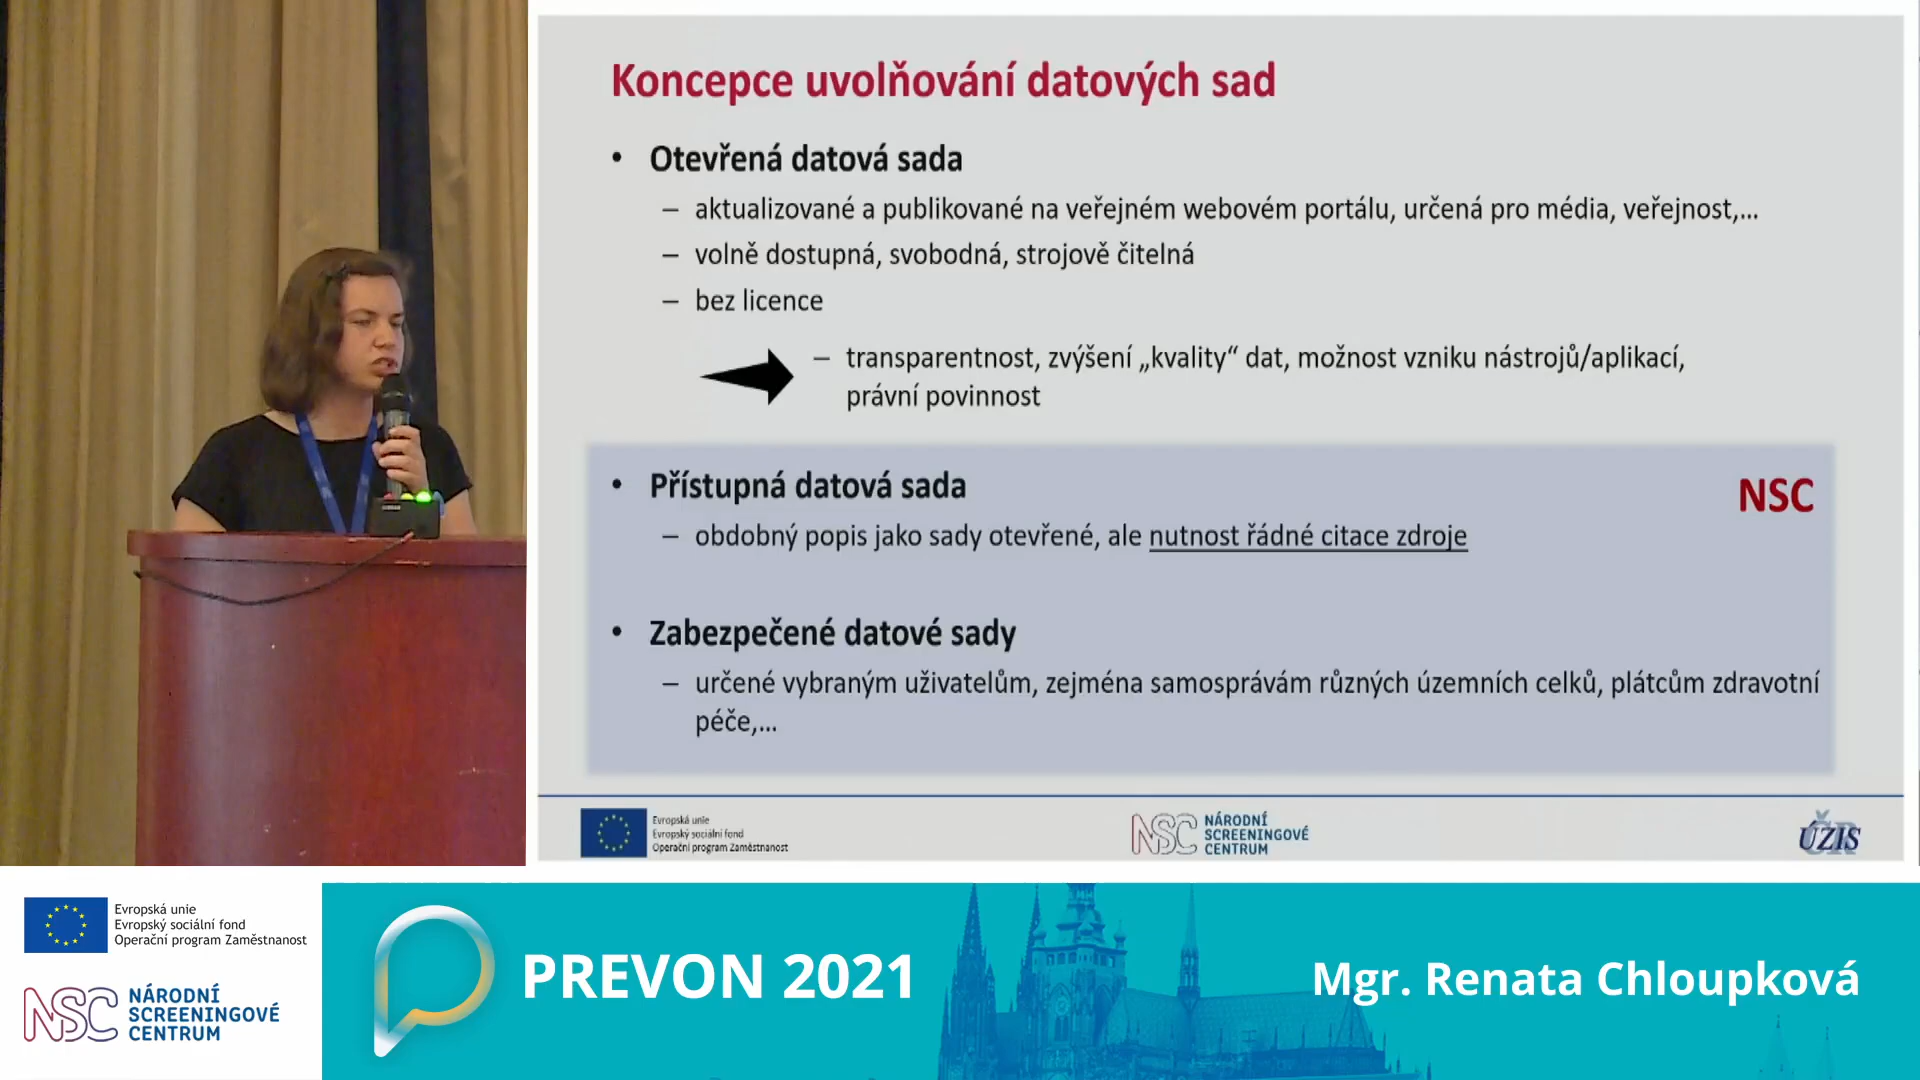 Koncepce uvolňování datových sad
• Otevřená datová sada
– aktualizované a publikované na veřejném webovém portálu, určená pro média, veřejnost,...
– volně dostupná, svobodná, strojově čitelná
– bez licence
– transparentnost, zvýšení „kvality“ dat, možnost vzniku nástrojů/aplikací,
právní povinnost
• Přístupná datová sada
NSC
– obdobný popis jako sady otevřené, ale nutnost řádné citace zdroje
• Zabezpečené datové sady
– určené vybraným uživatelům, zejména samosprávám různých územních celků, plátcům zdravotní
péče,...
Evropská unie
Evropský sociální fond
Operační program Zaměstnanost
NSC NÁRODNÍ
SCREENINGOVÉ
CENTRUM
ÚZIS ČR
Evropská unie
Evropský sociální fond
Operační program Zaměstnanost
NSC NÁRODNÍ
SCREENINGOVÉ
CENTRUM
PREVON 2021
Mgr. Renata Chloupková